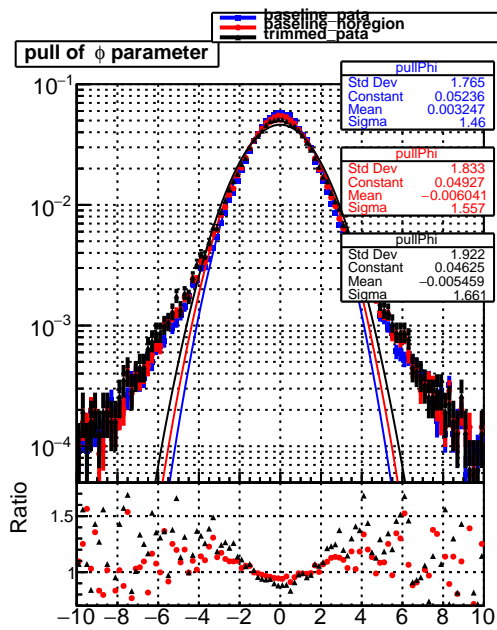 baseline_pata
baseline_noregion
trimmed_pata
pull of ϕ parameter
pullPhi
Std Dev 1.765
Constant 0.05236
Mean 0.003247
Sigma 1.46
pullPhi
Std Dev 1.833
Constant 0.04927
Mean −0.006041
Sigma 1.557
pullPhi
Std Dev 1.922
Constant 0.04625
Mean −0.005459
Sigma 1.661
10⁻¹
10⁻²
10⁻³
10⁻⁴
Ratio
1.5
1
−10 −8 −6 −4 −2 0 2 4 6 8 10